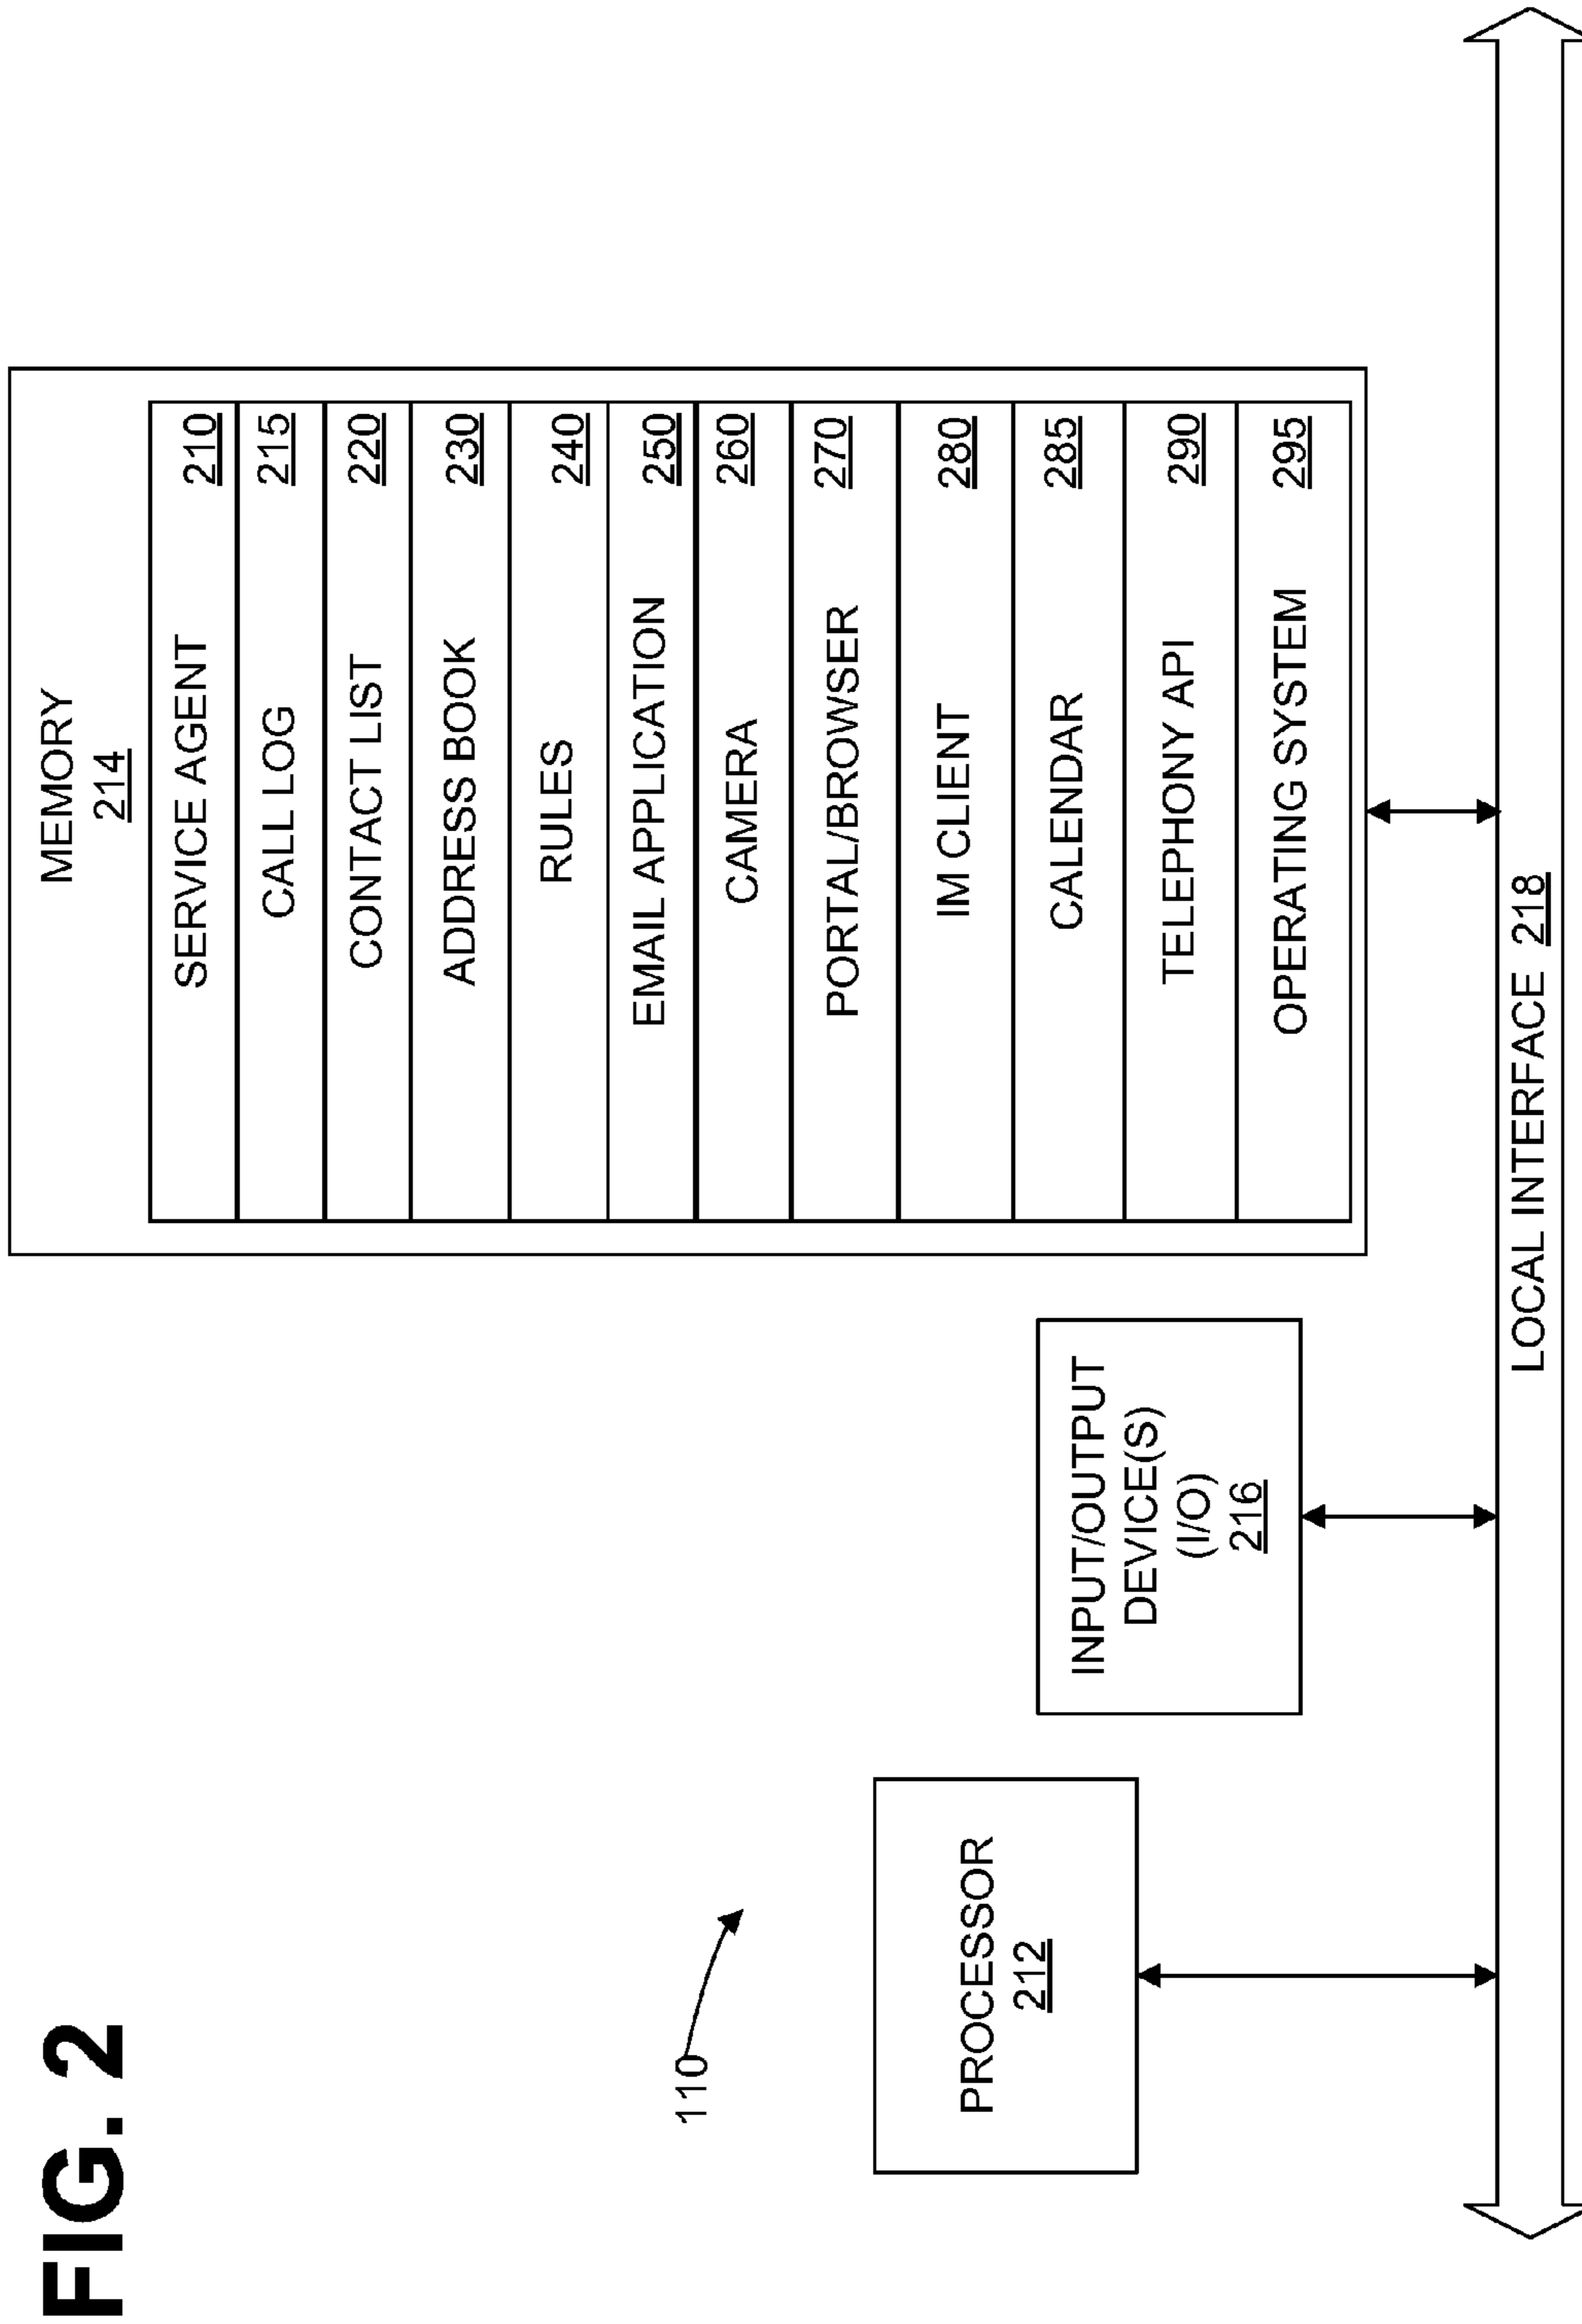 FIG. 2
110
PROCESSOR
212
INPUT/OUTPUT
DEVICE(S)
(I/O)
216
MEMORY
214
SERVICE AGENT 210
CALL LOG 215
CONTACT LIST 220
ADDRESS BOOK 230
RULES 240
EMAIL APPLICATION 250
CAMERA 260
PORTAL/BROWSER 270
IM CLIENT 280
CALENDAR 285
TELEPHONY API 290
OPERATING SYSTEM 295
LOCAL INTERFACE 218